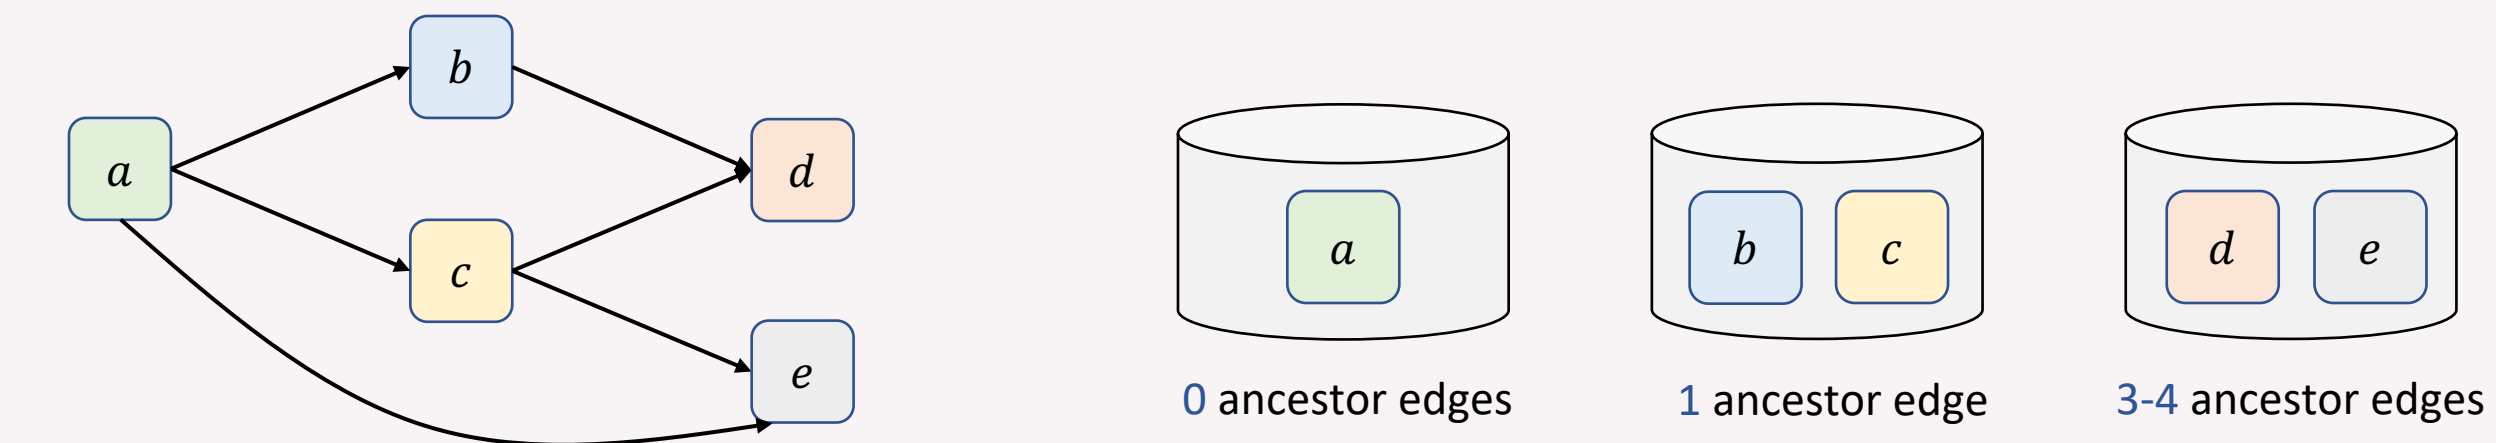 a
b
c
d
e
a
b c
d e
0 ancestor edges
1 ancestor edge
3-4 ancestor edges